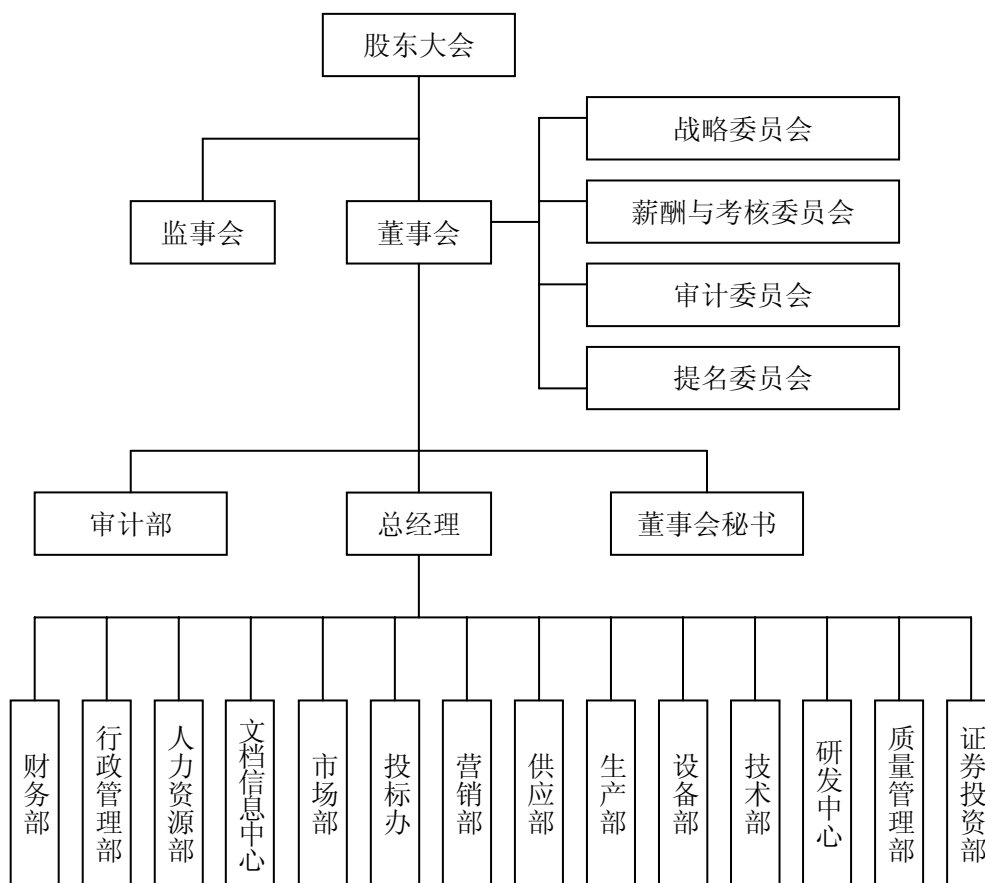 股东大会
战略委员会
薪酬与考核委员会
监事会
董事会
审计委员会
提名委员会
审计部
总经理
董事会秘书
财务部
行政管理部
人力资源部
文档信息中心
市场部
投标办
营销部
供应部
生产部
设备部
技术部
研发中心
质量管理部
证券投资部